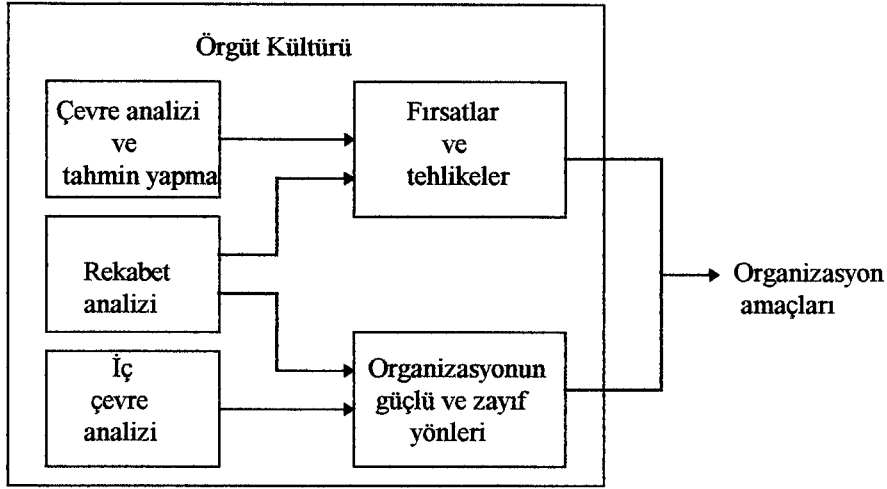 Örgüt Kültürü
Çevre analizi
ve
tahmin yapma
Fırsatlar
ve
tehlikeler
Rekabet
analizi
Organizasyon
amaçları
İç
çevre
analizi
Organizasyonun
güçlü ve zayıf
yönleri